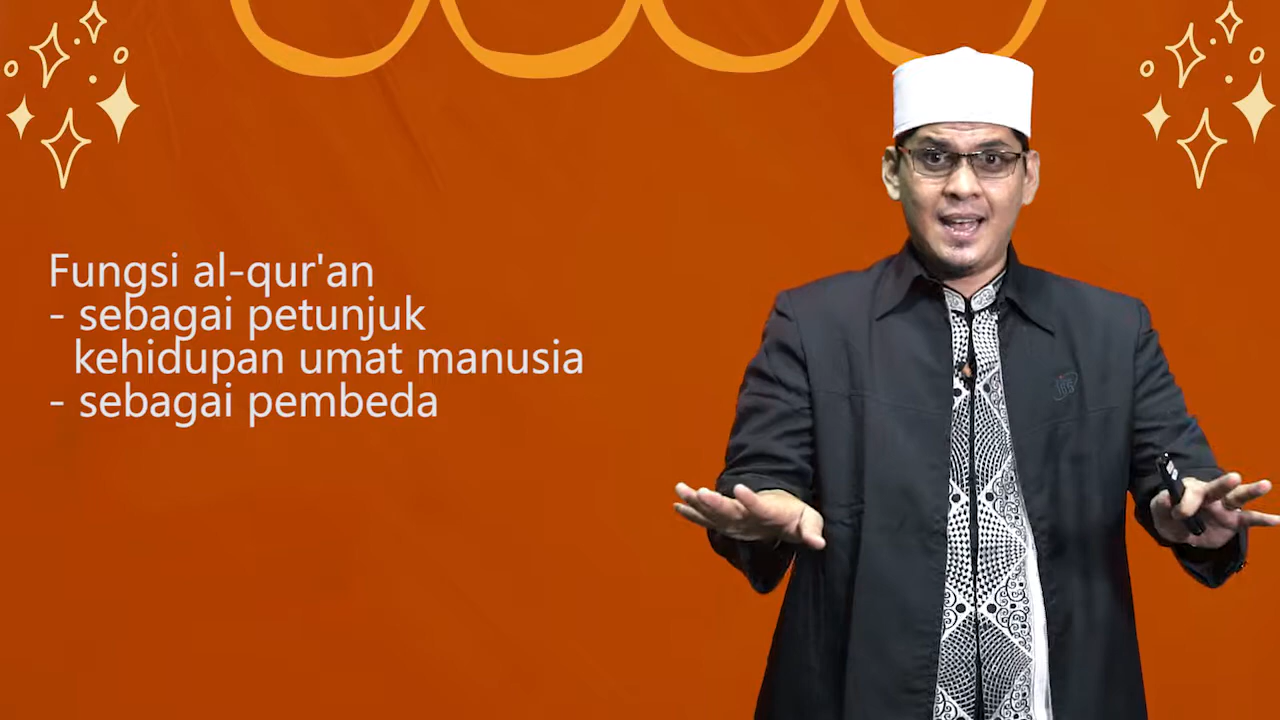 Fungsi al-qur'an
- sebagai petunjuk
kehidupan umat manusia
- sebagai pembeda